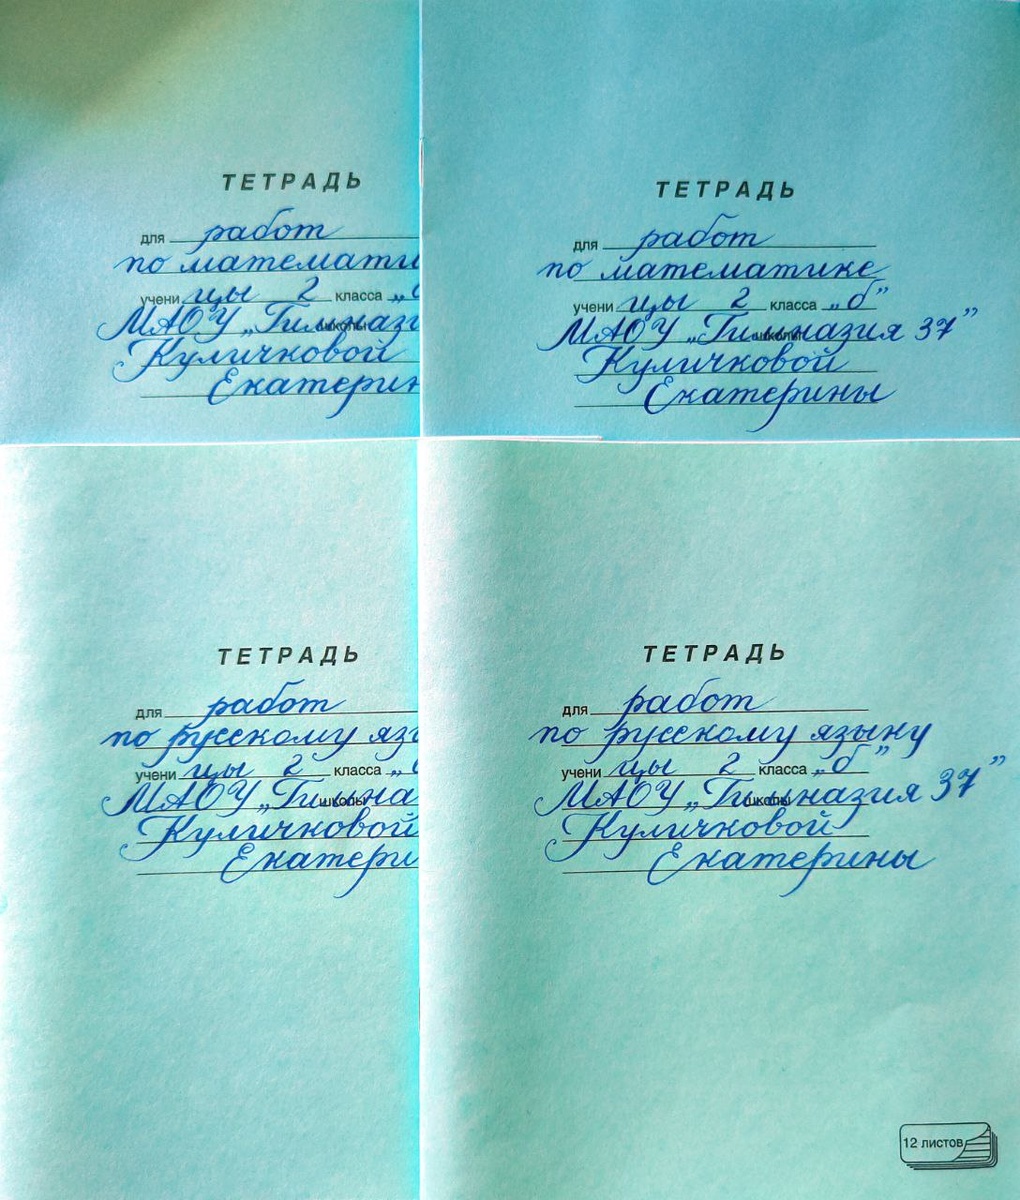 ТЕТРАДЬ
для работ
по математи
учени цы 2 класса „б
МАОУ „Гимнази
школы
Куличковой
Екатерин
ТЕТРАДЬ
для работ
по математике
учени цы 2 класса „б”
МАОУ „Гимназия 37”
школы
Куличковой
Екатерины
ТЕТРАДЬ
для работ
по русскому язы
учени цы 2 класса „б
МАОУ „Гимна
школы
Куличковой
Екатери
ТЕТРАДЬ
для работ
по русскому языку
учени цы 2 класса „б”
МАОУ „Гимназия 37”
школы
Куличковой
Екатерины
12 листов